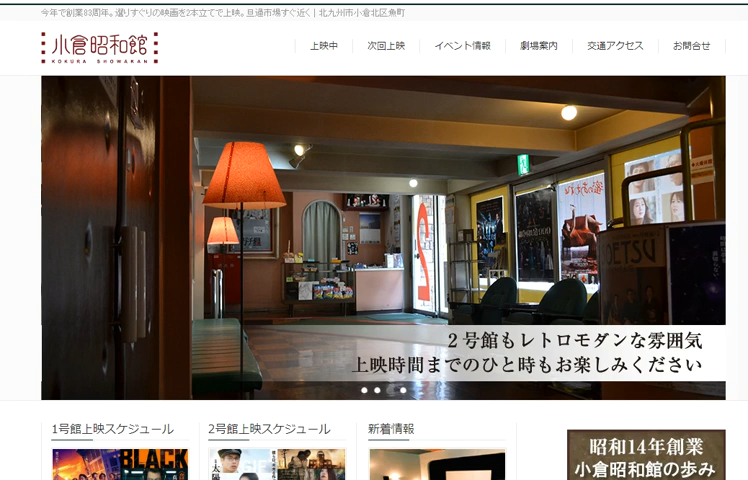 今年で創業83周年。選りすぐりの映画を2本立てで上映。旦過市場すぐ近く｜北九州市小倉北区魚町
小倉昭和館
KOKURA SHOWAKAN
上映中
次回上映
イベント情報
劇場案内
交通アクセス
お問合せ
2
２号館もレトロモダンな雰囲気
上映時間までのひと時もお楽しみください
1号館上映スケジュール
2号館上映スケジュール
新着情報
BLACK
太陽
昭和14年創業
小倉昭和館の歩み